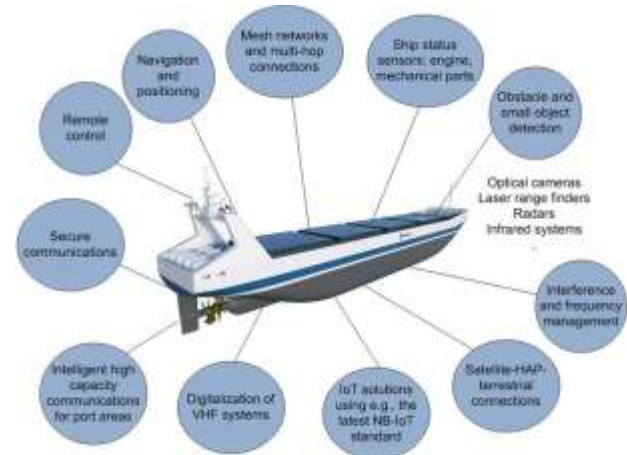 Mesh networks
and multi-hop
connections
Ship status
sensors; engine,
mechanical parts
Navigation
and
positioning
Obstacle and
small object
detection
Remote
control
Optical cameras
Laser range finders
Radars
Infrared systems
..
Secure
communications
Interference
and frequency
management
Intelligent high
capacity
communications
for port areas
Digitalization of
VHF systems
IoT solutions
using e.g., the
latest NB-IoT
standard
Satellite-HAP-
terrestrial
connections